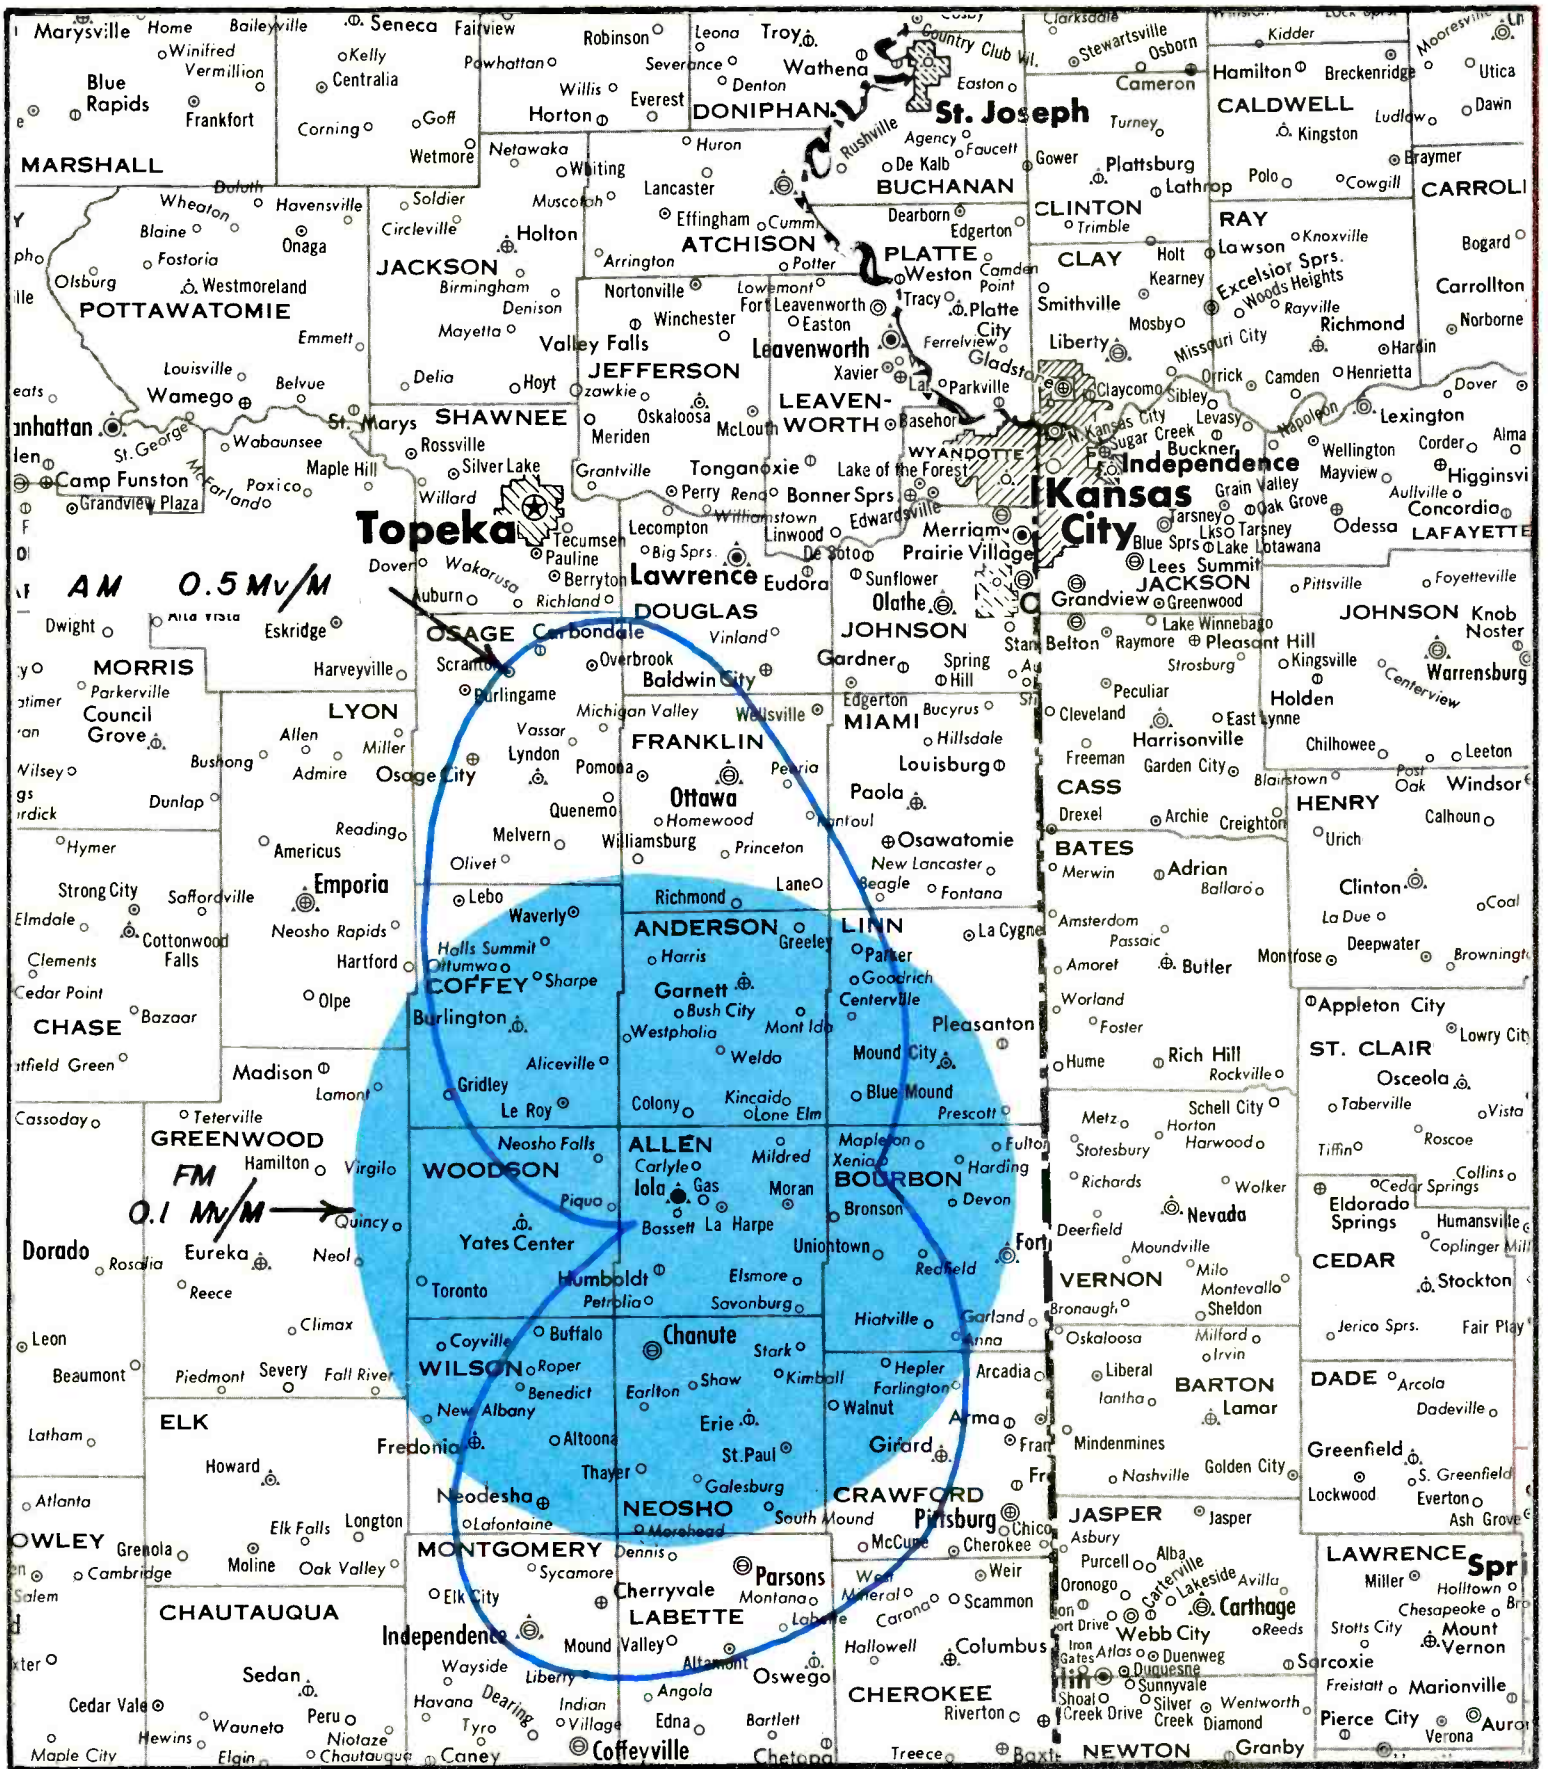 Marysville Home Baileyville Seneca Fairview Robinson Leona Troy Cosby Clarksdale Stewartsville Osborn Kidder Mooresville
Winifred Kelly Powhattan Severance Wathena Country Club Vil. Hamilton Breckenridge Utica
Vermillion Centralia Willis Denton Easton Cameron
Blue Rapids Frankfort Corning Goff Horton Everest DONIPHAN St. Joseph CALDWELL Ludlow Dawn
Wetmore Netawaka Huron Rushville Agency Faucett Turney Kingston
MARSHALL Whiting Lancaster De Kalb Gower Plattsburg Braymer
Duluth Muscotah BUCHANAN Lathrop Polo Cowgill CARROLL
Wheaton Havensville Soldier Effingham Dearborn CLINTON RAY
Blaine Onaga Circleville Holton ATCHISON Edgerton Trimble Lawson Knoxville Bogard
Fostoria JACKSON Arrington Potter PLATTE CLAY Holt Excelsior Sprs.
Olsburg Westmoreland Birmingham Nortonville Lowemont Weston Camden Point Kearney Woods Heights Carrollton
POTTAWATOMIE Denison Winchester Fort Leavenworth Tracy Platte City Smithville Rayville
Emmett Mayetta Valley Falls Easton Leavenworth Ferrelview Mosby Richmond Norborne
Louisville Delia Hoyt JEFFERSON Xavier Gladstone Liberty Missouri City Hardin
Wamego Belvue Ozawkie Oskaloosa LEAVEN-
WORTH Parkville Claycomo Sibley Orrick Camden Henrietta Dover
anhattan St. George St. Marys SHAWNEE Meriden McLouth Basehor N. Kansas City Levasy Napoleon Lexington
Wabaunsee Rossville WYANDOTTE Sugar Creek Buckner Wellington Corder Alma
Camp Funston McFarland Paxico Maple Hill Silver Lake Grantville Tonganoxie Lake of the Forest Independence Mayview Higginsvi
Grandview Plaza Willard Perry Reno Bonner Sprs. Kansas City Grain Valley Oak Grove Aullville Concordia
Topeka Tecumseh Lecompton Williamstown Linwood Edwardsville Merriam Tarsney Lks Tarsney Odessa LAFAYETTE
Pauline Big Sprs. De Soto Prairie Village Blue Sprs Lake Lotawana
Dover Wakarusa Berryton Lawrence Eudora Sunflower Lees Summit JACKSON Pittsville Foyetteville
AM 0.5 Mv/M
Auburn Richland DOUGLAS Olathe Grandview Greenwood
Dwight Alta Vista Eskridge OSAGE Carbondale Vinland JOHNSON Belton Raymore Lake Winnebago Pleasant Hill JOHNSON Knob Noster
MORRIS Harveyville Scranton Overbrook Baldwin City Gardner Spring Hill Strosburg Kingsville Centerview Warrensburg
Parkerville Burlingame Edgerton Peculiar Holden
Council Grove LYON Michigan Valley Wellsville MIAMI Bucyrus Cleveland East Lynne
Allen Miller Vassar FRANKLIN Hillsdale Harrisonville Chilhowee Leeton
Bushong Admire Osage City Lyndon Pomona Peoria Louisburg Freeman Garden City Blairstown Post Oak Windsor
Wilsey Dunlap Quenemo Ottawa Paola CASS HENRY
Reading Melvern Homewood Rantoul Drexel Archie Creighton Calhoun
Hymer Americus Williamsburg Princeton Osawatomie BATES Urich
Olivet New Lancaster Merwin Adrian
Strong City Saffordville Emporia Lebo Richmond Lane Beagle Fontana Ballard Clinton
Elmdale Neosho Rapids Waverly ANDERSON Greeley LINN La Cygne Amsterdam La Due Coal
Cottonwood Falls Halls Summit Harris Parker Passaic Deepwater
Clements Hartford Ottumwa Sharpe Goodrich Amoret Butler Montrose Browningt
Cedar Point Olpe COFFEY Garnett Centerville Worland Appleton City
CHASE Bazaar Burlington Bush City Pleasanton Foster Lowry City
Westphalia Mont Ida
atfield Green Madison Aliceville Welda Mound City Hume Rich Hill ST. CLAIR
Lamont Gridley Blue Mound Rockville Osceola
Cassoday Teterville Le Roy Colony Kincaid Lone Elm Prescott Metz Schell City Taberville Vista
GREENWOOD Neosho Falls ALLEN Mildred Mapleton Fulton Stotesbury Horton Harwood Tiffin Roscoe
FM Hamilton Virgil WOODSON Carlyle Xenia Harding Collins
Iola Gas Moran BOURBON Richards Wolker Cedar Springs
0.1 Mv/M Quincy Piqua Bassett La Harpe Bronson Devon Nevada Eldorado Springs Humansville
Dorado Eureka Neol Yates Center Uniontown Fort Deerfield Moundville Coplinger Mill
Rosalia Humboldt Elsmore Redfield VERNON Milo CEDAR
Reece Toronto Petrolia Savonburg Montevallo Stockton
Climax Hiatville Garland Bronaugh Sheldon
Leon Coyville Buffalo Chanute Stark Anna Oskaloosa Milford Jerico Sprs. Fair Play
Beaumont Piedmont Severy Fall River WILSON Roper Shaw Kimball Hepler Arcadia Liberal Irvin DADE Arcola
Benedict Earlton Farlington Iantha BARTON
ELK New Albany Erie Walnut Arma Lamar Dadeville
Latham Fredonia Altoona St. Paul Girard Mindenmines Greenfield
Howard Thayer Galesburg Nashville Golden City S. Greenfield
Atlanta Neodesha NEOSHO CRAWFORD Lockwood Everton
OWLEY Elk Falls Longton Lafontaine Morehead South Mound Pittsburg Chico JASPER Jasper Ash Grove
Grenola Moline Oak Valley MONTGOMERY Dennis McCune Cherokee Asbury LAWRENCE Spri
Cambridge Sycamore Parsons Weir Purcell Alba Miller Holltown
Salem Elk City Cherryvale Montana West Mineral Scammon Oronogo Carterville Lakeside Avilla Chesapeake
CHAUTAUQUA LABETTE Labette Carona Carthage Stotts City
Independence Mound Valley Hallowell Columbus Webb City Reeds Mount Vernon
Sedan Wayside Liberty Altamont Oswego Iron Gates Atlas Duenweg Duquesne Sarcoxie
Cedar Vale Peru Havana Dearing Indian Village Angola CHEROKEE Sunnyvale Freistatt Marionville
Wauneta Niotaze Tyro Edna Bartlett Riverton Shoal Creek Drive Silver Creek Diamond Wentworth Pierce City Auror
Maple City Hewins Elgin Chautauqua Caney Coffeyville Chetopa Treece Baxte NEWTON Granby Verona